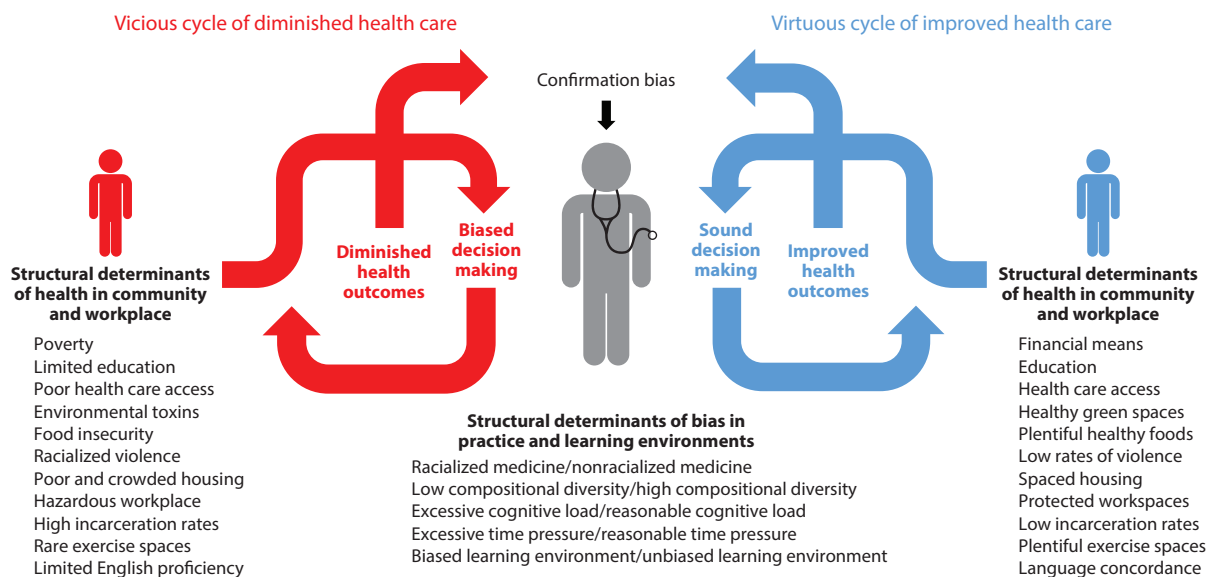 Vicious cycle of diminished health care
Virtuous cycle of improved health care
Confirmation bias
Diminished
health
outcomes
Biased
decision
making
Sound
decision
making
Improved
health
outcomes
Structural determinants
of health in community
and workplace
Poverty
Limited education
Poor health care access
Environmental toxins
Food insecurity
Racialized violence
Poor and crowded housing
Hazardous workplace
High incarceration rates
Rare exercise spaces
Limited English proficiency
Structural determinants of bias in
practice and learning environments
Racialized medicine/nonracialized medicine
Low compositional diversity/high compositional diversity
Excessive cognitive load/reasonable cognitive load
Excessive time pressure/reasonable time pressure
Biased learning environment/unbiased learning environment
Structural determinants
of health in community
and workplace
Financial means
Education
Health care access
Healthy green spaces
Plentiful healthy foods
Low rates of violence
Spaced housing
Protected workspaces
Low incarceration rates
Plentiful exercise spaces
Language concordance